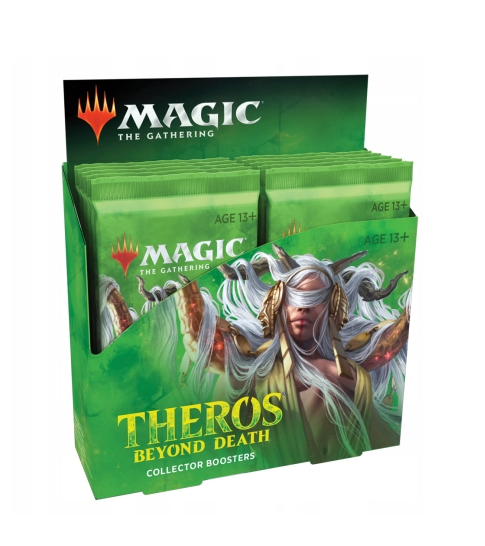 MAGIC
THE GATHERING
AGE 13+
AGE 13+
AGE 13+
MAGIC
THE GATHERING
THEROS
BEYOND DEATH
COLLECTOR BOOSTERS